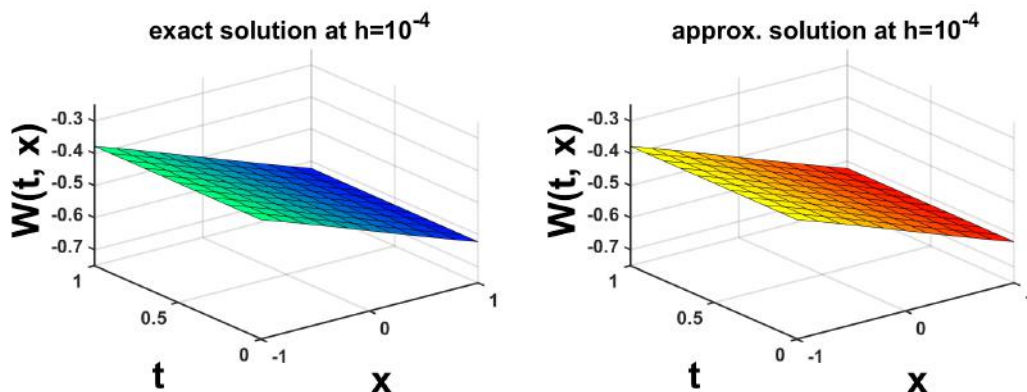 exact solution at h=10^-4
W(t, x)
-0.3
-0.4
-0.5
-0.6
-0.7
1
0.5
0
t
-1
0
1
x
approx. solution at h=10^-4
W(t, x)
-0.3
-0.4
-0.5
-0.6
-0.7
1
0.5
0
t
-1
0
x